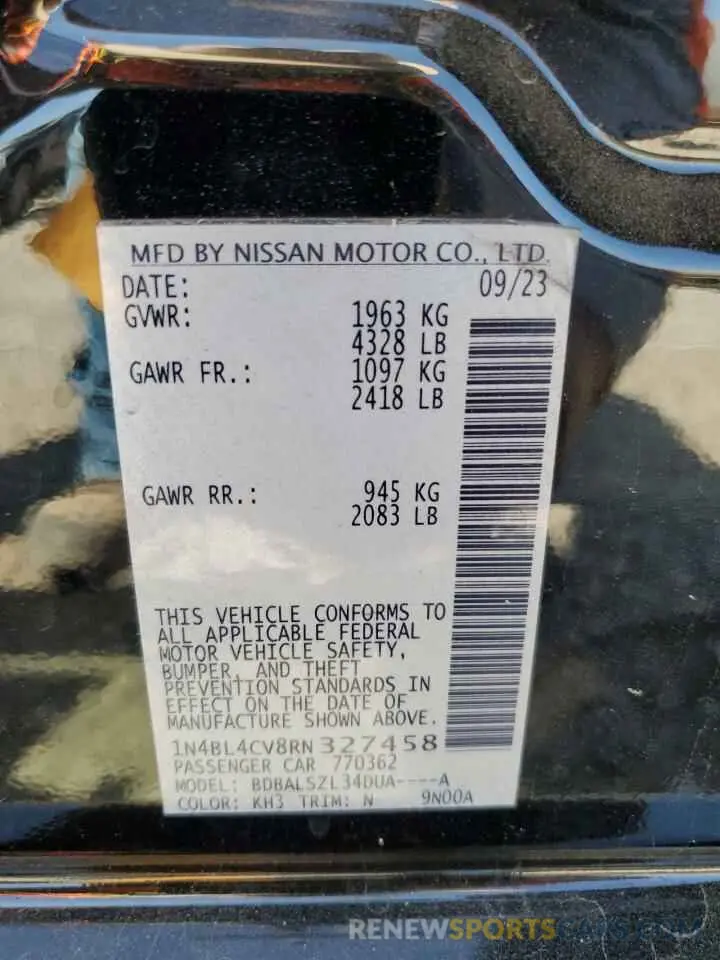 MFD BY NISSAN MOTOR CO., LTD.
DATE: 09/23
GVWR: 1963 KG
4328 LB
GAWR FR.: 1097 KG
2418 LB
GAWR RR.: 945 KG
2083 LB
THIS VEHICLE CONFORMS TO
ALL APPLICABLE FEDERAL
MOTOR VEHICLE SAFETY,
BUMPER, AND THEFT
PREVENTION STANDARDS IN
EFFECT ON THE DATE OF
MANUFACTURE SHOWN ABOVE.
1N4BL4CV8RN327458
PASSENGER CAR 770362
MODEL: BDBALSZL34DUA----A
COLOR: KH3 TRIM: N 9N00A
RENEWSPORTSCARS.COM